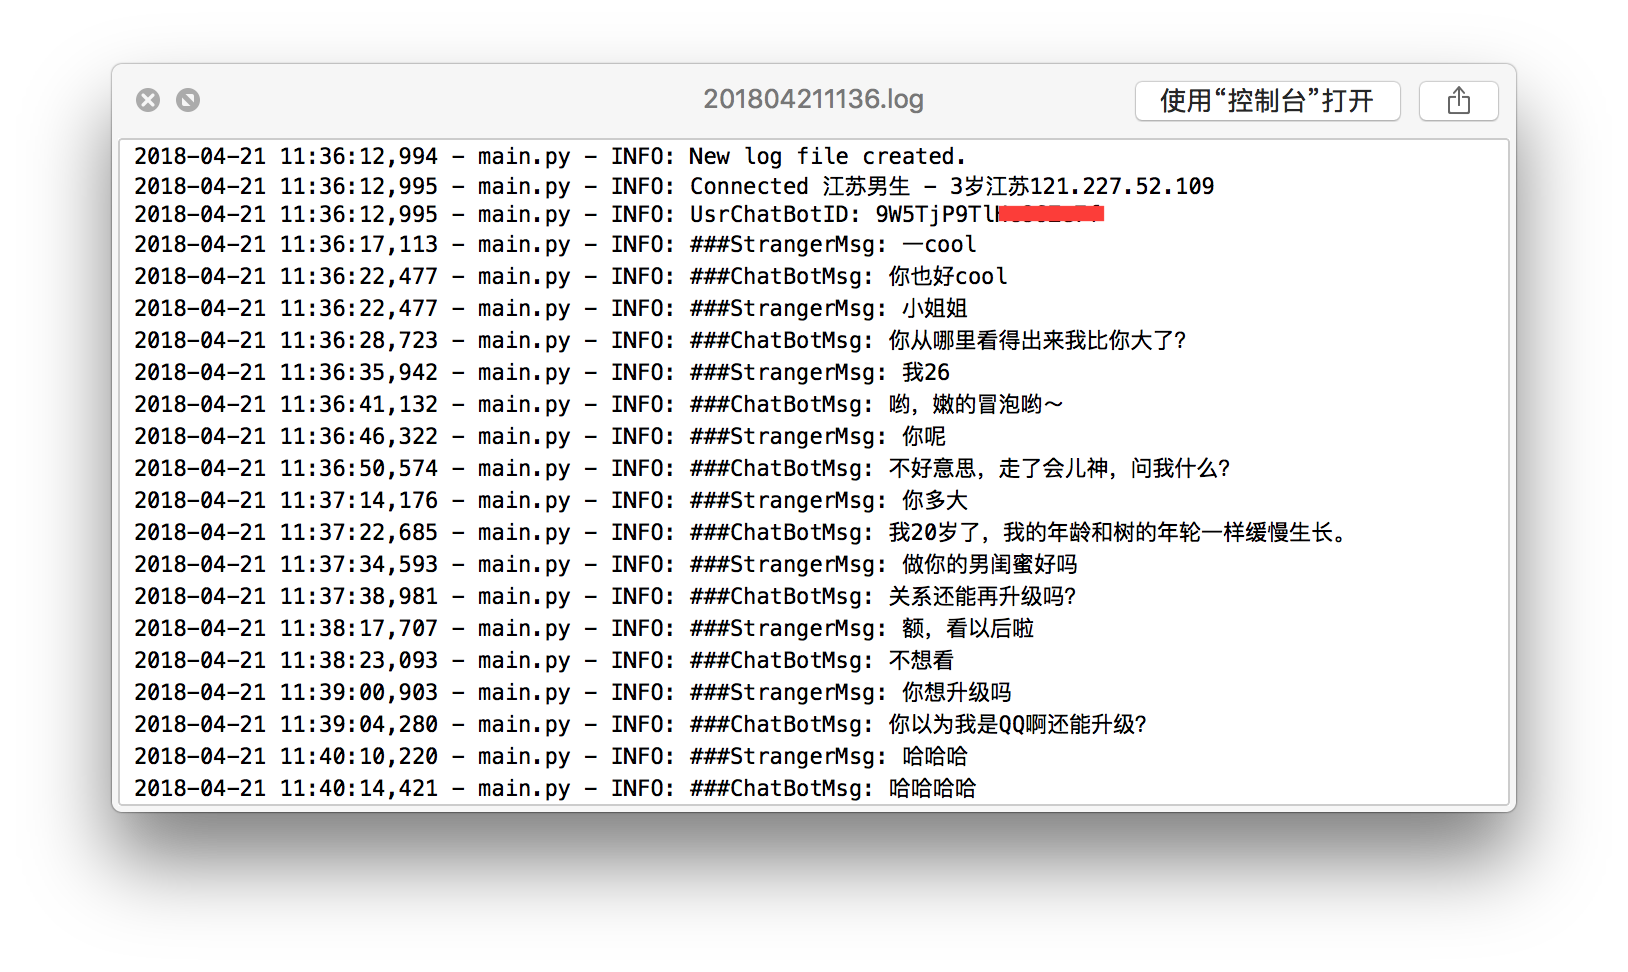 201804211136.log
使用“控制台”打开
2018-04-21 11:36:12,994 - main.py - INFO: New log file created.
2018-04-21 11:36:12,995 - main.py - INFO: Connected 江苏男生 - 3岁江苏121.227.52.109
2018-04-21 11:36:12,995 - main.py - INFO: UsrChatBotID: 9W5TjP9Tl
2018-04-21 11:36:17,113 - main.py - INFO: ###StrangerMsg: 一cool
2018-04-21 11:36:22,477 - main.py - INFO: ###ChatBotMsg: 你也好cool
2018-04-21 11:36:22,477 - main.py - INFO: ###StrangerMsg: 小姐姐
2018-04-21 11:36:28,723 - main.py - INFO: ###ChatBotMsg: 你从哪里看得出来我比你大了?
2018-04-21 11:36:35,942 - main.py - INFO: ###StrangerMsg: 我26
2018-04-21 11:36:41,132 - main.py - INFO: ###ChatBotMsg: 哟，嫩的冒泡哟～
2018-04-21 11:36:46,322 - main.py - INFO: ###StrangerMsg: 你呢
2018-04-21 11:36:50,574 - main.py - INFO: ###ChatBotMsg: 不好意思，走了会儿神，问我什么?
2018-04-21 11:37:14,176 - main.py - INFO: ###StrangerMsg: 你多大
2018-04-21 11:37:22,685 - main.py - INFO: ###ChatBotMsg: 我20岁了，我的年龄和树的年轮一样缓慢生长。
2018-04-21 11:37:34,593 - main.py - INFO: ###StrangerMsg: 做你的男闺蜜好吗
2018-04-21 11:37:38,981 - main.py - INFO: ###ChatBotMsg: 关系还能再升级吗?
2018-04-21 11:38:17,707 - main.py - INFO: ###StrangerMsg: 额，看以后啦
2018-04-21 11:38:23,093 - main.py - INFO: ###ChatBotMsg: 不想看
2018-04-21 11:39:00,903 - main.py - INFO: ###StrangerMsg: 你想升级吗
2018-04-21 11:39:04,280 - main.py - INFO: ###ChatBotMsg: 你以为我是QQ啊还能升级?
2018-04-21 11:40:10,220 - main.py - INFO: ###StrangerMsg: 哈哈哈
2018-04-21 11:40:14,421 - main.py - INFO: ###ChatBotMsg: 哈哈哈哈